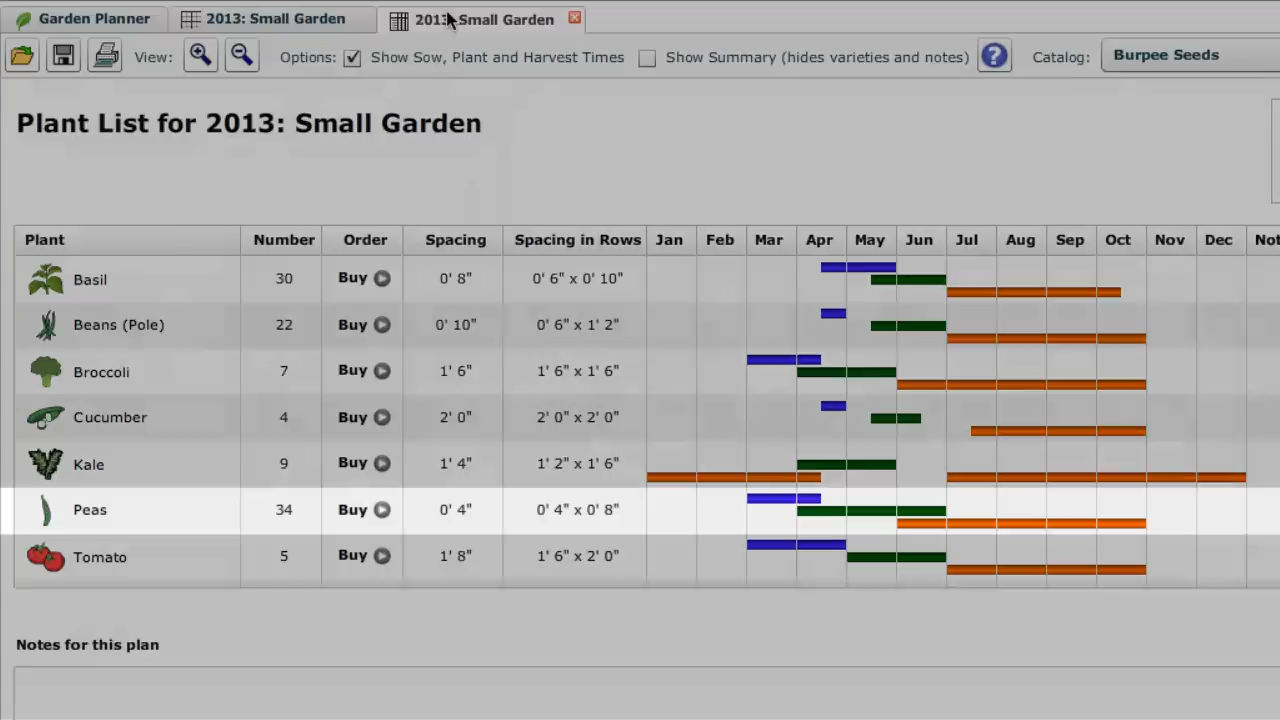 Garden Planner 2013: Small Garden 2013: Small Garden
View: Options: Show Sow, Plant and Harvest Times Show Summary (hides varieties and notes) ? Catalog: Burpee Seeds
Plant List for 2013: Small Garden
Plant Number Order Spacing Spacing in Rows Jan Feb Mar Apr May Jun Jul Aug Sep Oct Nov Dec
Basil 30 Buy 0' 8" 0' 6" x 0' 10"
Beans (Pole) 22 Buy 0' 10" 0' 6" x 1' 2"
Broccoli 7 Buy 1' 6" 1' 6" x 1' 6"
Cucumber 4 Buy 2' 0" 2' 0" x 2' 0"
Kale 9 Buy 1' 4" 1' 2" x 1' 6"
Peas 34 Buy 0' 4" 0' 4" x 0' 8"
Tomato 5 Buy 1' 8" 1' 6" x 2' 0"
Notes for this plan